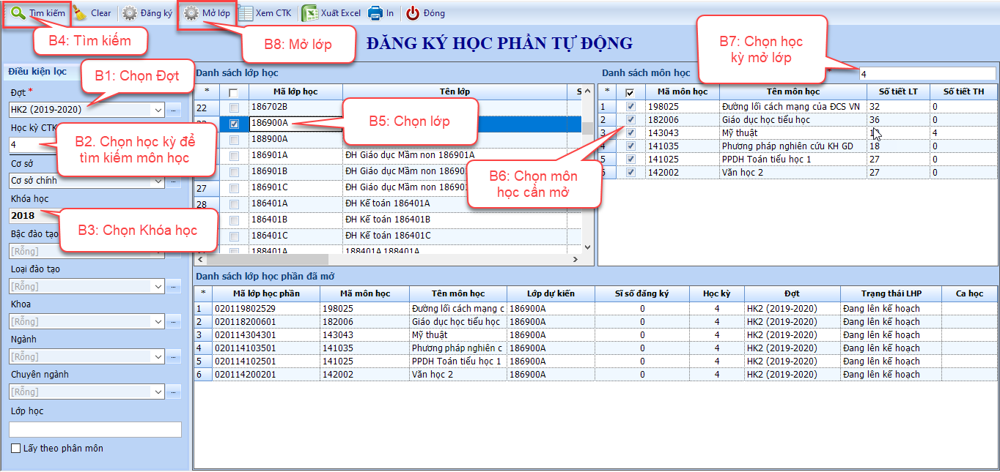 Tìm kiếm Clear Đăng ký Mở lớp Xem CTK Xuất Excel In Đóng
B4: Tìm kiếm
B8: Mở lớp
ĐĂNG KÝ HỌC PHẦN TỰ ĐỘNG
B7: Chọn học
kỳ mở lớp
Điều kiện lọc
B1: Chọn Đợt
Đợt *
HK2 (2019-2020)
Học kỳ CTK
4
B2. Chọn học kỳ để
tìm kiếm môn học
Cơ sở
Cơ sở chính
Khóa học
2018
B3: Chọn Khóa học
Bậc đào tạo
[Rỗng]
Loại đào tạo
[Rỗng]
Khoa
[Rỗng]
Ngành
[Rỗng]
Chuyên ngành
[Rỗng]
Lớp học
Lấy theo phân môn
Danh sách lớp học
* Mã lớp học Tên lớp S
22 186702B
186900A
B5: Chọn lớp
188900A
186901A ĐH Giáo dục Mầm non 186901A
186901B ĐH Giáo dục Mầm non 186901
27 186901C ĐH Giáo dục Mầm non 186901
28 186401A ĐH Kế toán 186401A
186401B ĐH Kế toán 186401B
186401C ĐH Kế toán 186401C
188401A 188401A 188401A
Danh sách môn học * 4
* Mã môn học Tên môn học Số tiết LT Số tiết TH
1 198025 Đường lối cách mạng của ĐCS VN 32 0
2 182006 Giáo dục học tiểu học 36 0
3 143043 Mỹ thuật 4
4 141035 Phương pháp nghiên cứu KH GD 18 0
5 141025 PPDH Toán tiểu học 1 27 0
6 142002 Văn học 2 27 0
B6: Chọn môn
học cần mở
Danh sách lớp học phần đã mở
* Mã lớp học phần Mã môn học Tên môn học Lớp dự kiến Sĩ số đăng ký Học kỳ Đợt Trạng thái LHP Ca học
1 020119802529 198025 Đường lối cách mạng c 186900A 0 4 HK2 (2019-2020) Đang lên kế hoạch
2 020118200601 182006 Giáo dục học tiểu học 186900A 0 4 HK2 (2019-2020) Đang lên kế hoạch
3 020114304301 143043 Mỹ thuật 186900A 0 4 HK2 (2019-2020) Đang lên kế hoạch
4 020114103501 141035 Phương pháp nghiên c 186900A 0 4 HK2 (2019-2020) Đang lên kế hoạch
5 020114102501 141025 PPDH Toán tiểu học 1 186900A 0 4 HK2 (2019-2020) Đang lên kế hoạch
6 020114200201 142002 Văn học 2 186900A 0 4 HK2 (2019-2020) Đang lên kế hoạch